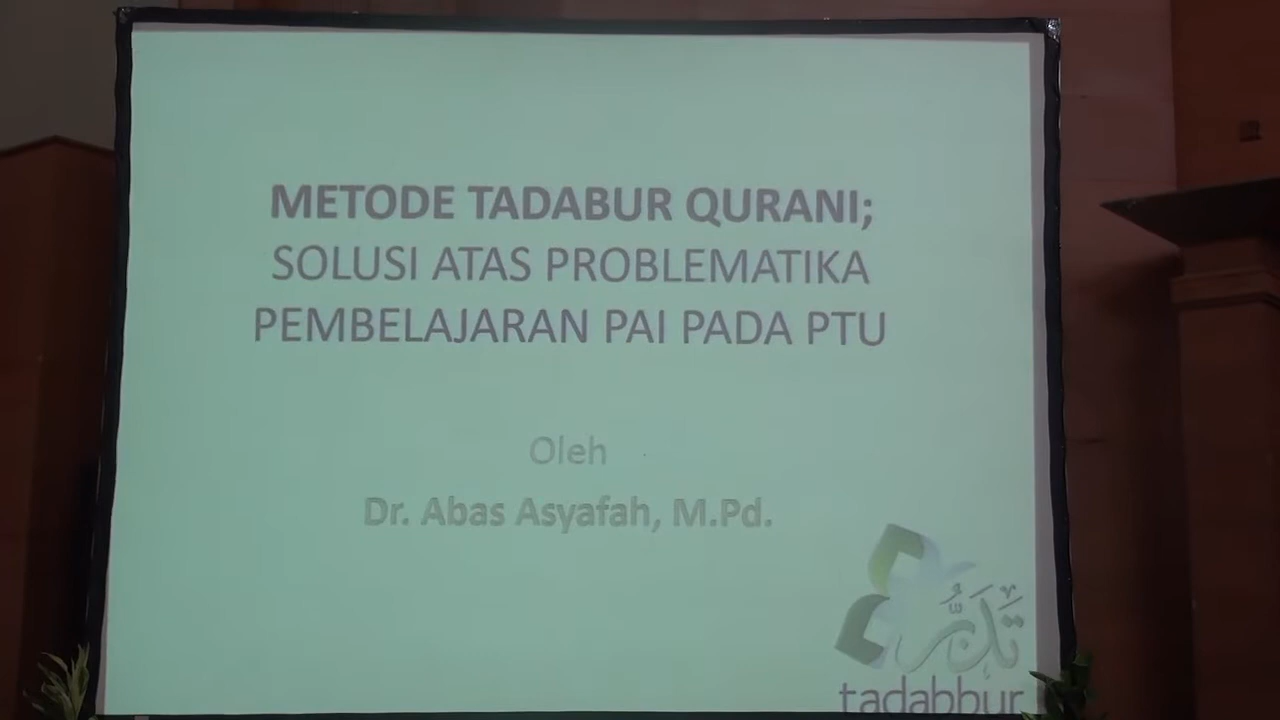 METODE TADABUR QURANI;
SOLUSI ATAS PROBLEMATIKA
PEMBELAJARAN PAI PADA PTU
Oleh
Dr. Abas Asyafah, M.Pd.
تَدَبُّر
tadabbur